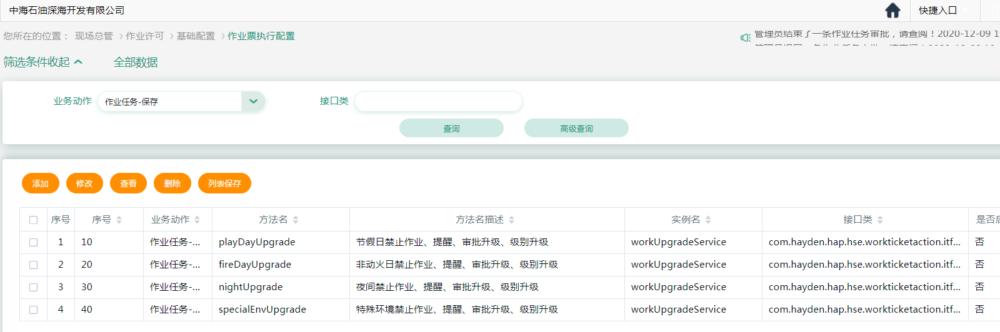 中海石油深海开发有限公司
快捷入口
您所在的位置： 现场总管 作业许可 基础配置 作业票执行配置
管理员结束了一条作业任务审批，请查阅！2020-12-09 1
筛选条件收起 全部数据
业务动作 作业任务-保存 接口类
查询 高级查询
添加 修改 查看 删除 列表保存
序号 序号 业务动作 方法名 方法名描述 实例名 接口类 是否启
1 10 作业任务-... playDayUpgrade 节假日禁止作业、提醒、审批升级、级别升级 workUpgradeService com.hayden.hap.hse.workticketaction.itf... 否
2 20 作业任务-... fireDayUpgrade 非动火日禁止作业、提醒、审批升级、级别升级 workUpgradeService com.hayden.hap.hse.workticketaction.itf... 否
3 30 作业任务-... nightUpgrade 夜间禁止作业、提醒、审批升级、级别升级 workUpgradeService com.hayden.hap.hse.workticketaction.itf... 否
4 40 作业任务-... specialEnvUpgrade 特殊环境禁止作业、提醒、审批升级、级别升级 workUpgradeService com.hayden.hap.hse.workticketaction.itf... 否